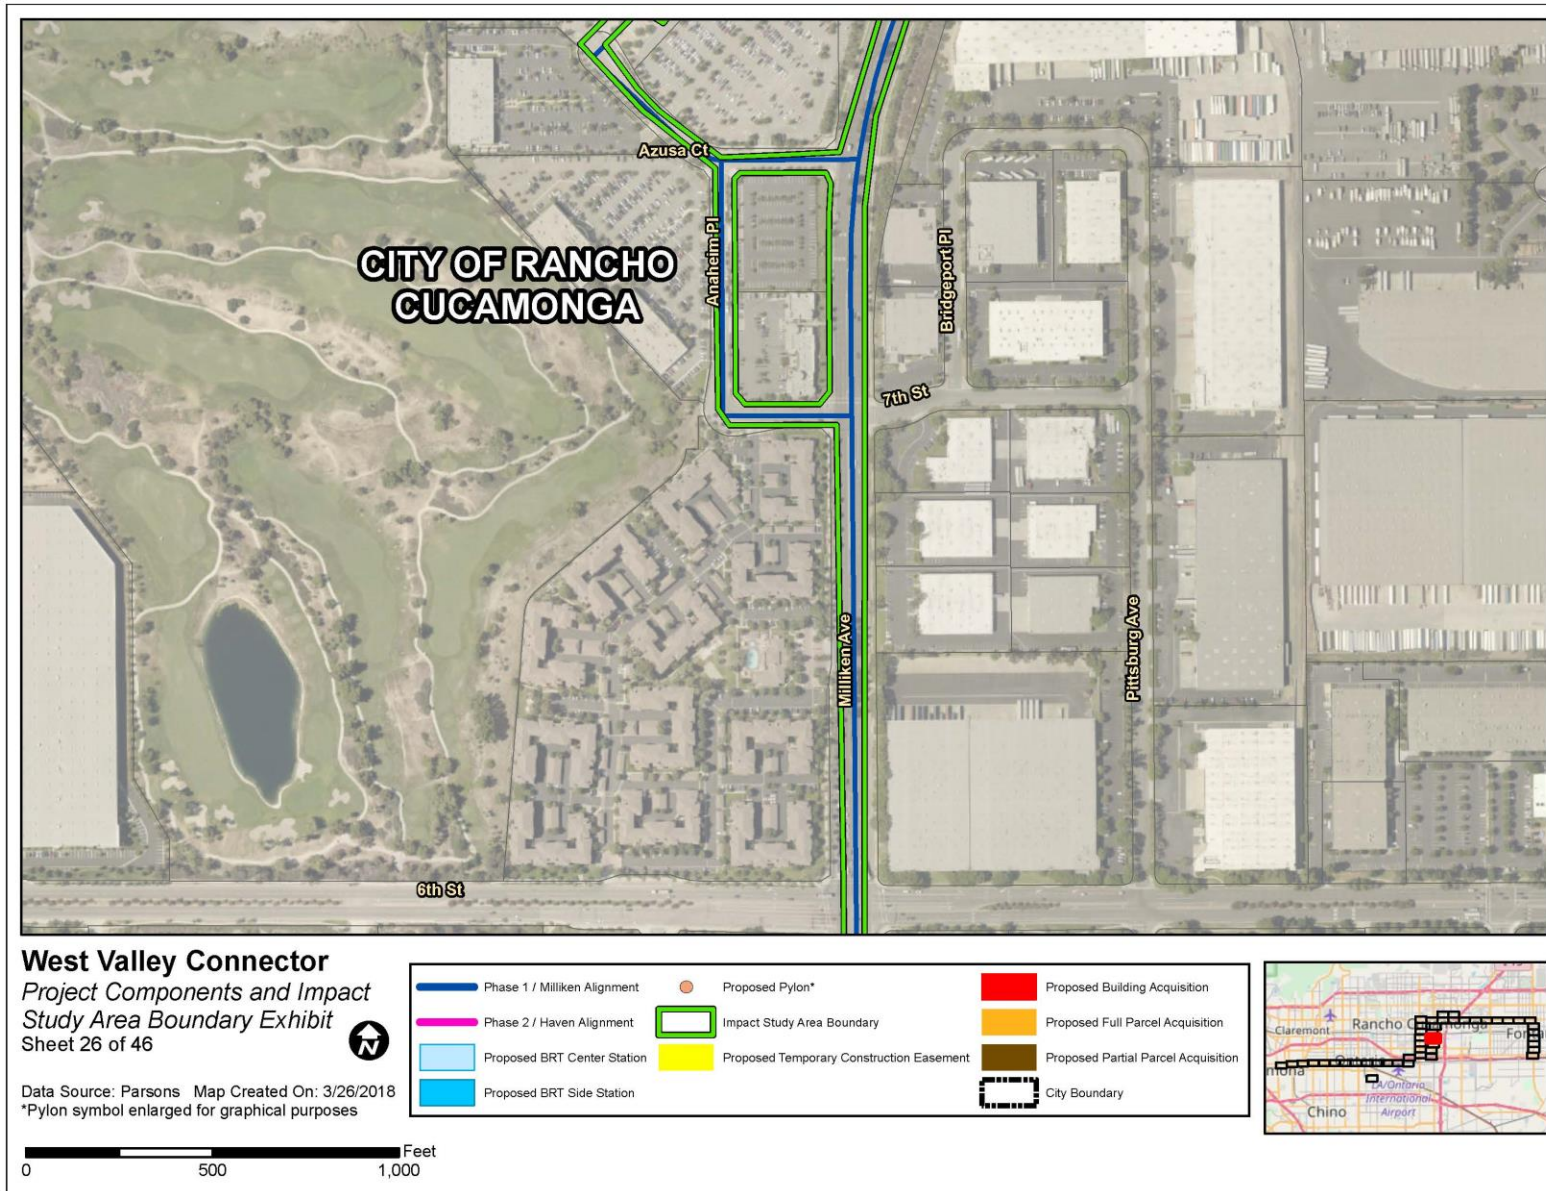 Azusa Ct
CITY OF RANCHO
CUCAMONGA
Anaheim Pl
Bridgeport Pl
7th St
Milliken Ave
Pittsburg Ave
6th St
West Valley Connector
Project Components and Impact
Study Area Boundary Exhibit
Sheet 26 of 46
N
Data Source: Parsons Map Created On: 3/26/2018
*Pylon symbol enlarged for graphical purposes
0 500 1,000
Feet
Phase 1 / Milliken Alignment
Phase 2 / Haven Alignment
Proposed BRT Center Station
Proposed BRT Side Station
Proposed Pylon*
Impact Study Area Boundary
Proposed Temporary Construction Easement
Proposed Building Acquisition
Proposed Full Parcel Acquisition
Proposed Partial Parcel Acquisition
City Boundary
Claremont
Rancho
Chino
LA/Ontario
International
Airport